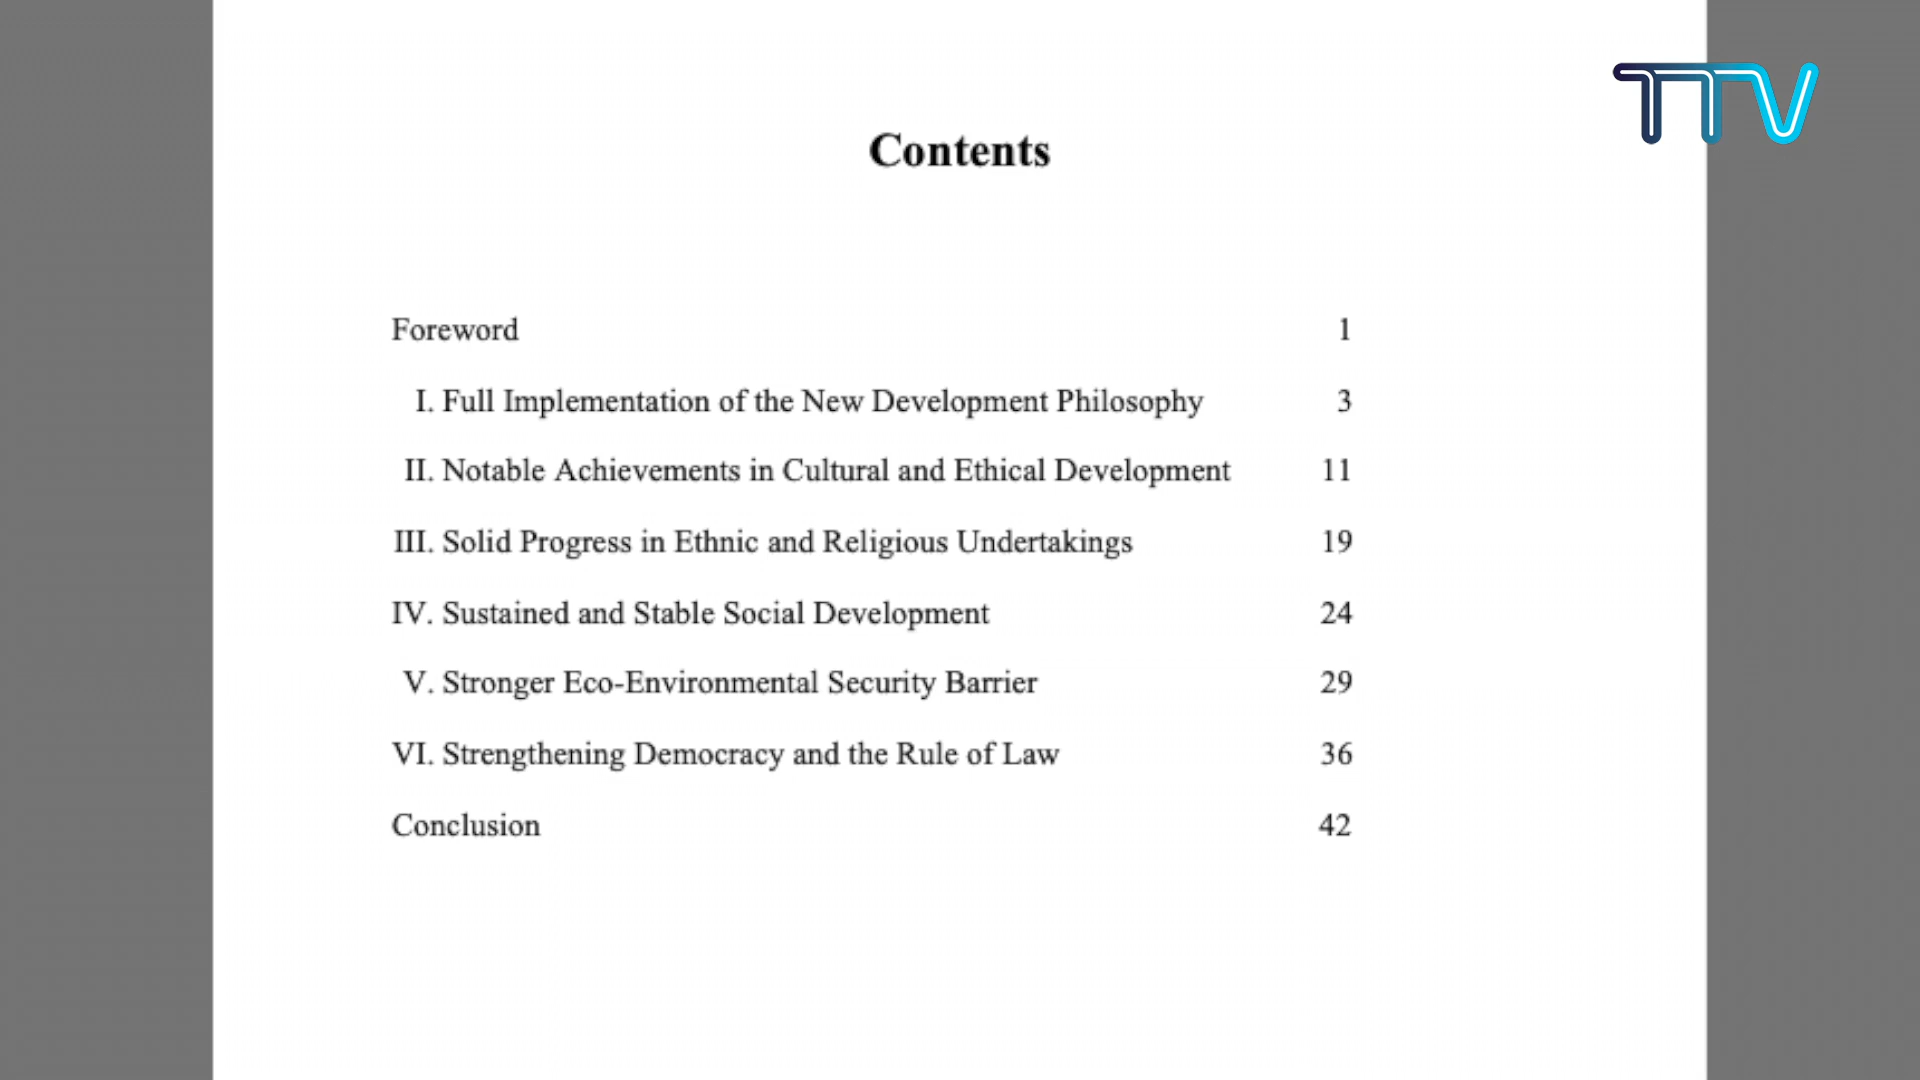 TTV
Contents
Foreword 1
I. Full Implementation of the New Development Philosophy 3
II. Notable Achievements in Cultural and Ethical Development 11
III. Solid Progress in Ethnic and Religious Undertakings 19
IV. Sustained and Stable Social Development 24
V. Stronger Eco-Environmental Security Barrier 29
VI. Strengthening Democracy and the Rule of Law 36
Conclusion 42